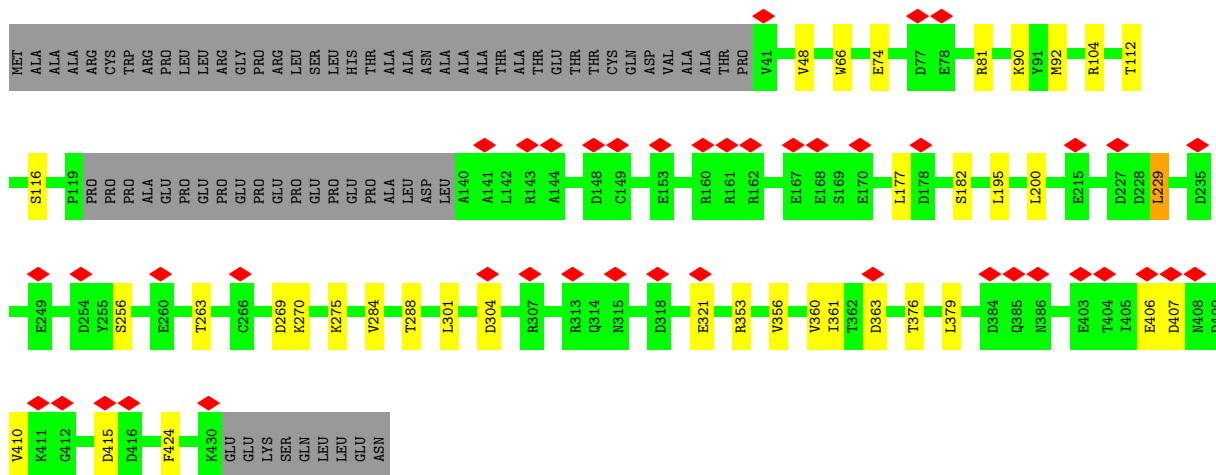 MET ALA ALA ALA ALA ARG CYS TRP ARG PRO LEU LEU ARG GLY PRO ARG LEU SER LEU HIS THR ALA ALA ASN ALA ALA ALA THR ALA THR GLU THR THR CYS GLN ASP VAL ALA ALA THR PRO V41 V48 W66 E74 D77 E78 R81 K90 Y91 M92 R104 T112
S116 P119 PRO PRO PRO ALA GLU PRO GLU PRO GLU PRO GLU PRO GLU PRO GLU PRO ALA LEU ASP LEU A140 A141 L142 R143 A144 D148 C149 E153 R160 R161 R162 E167 E168 S169 E170 L177 D178 S182 L195 L200 E215 D227 D228 L229 D235
E249 D254 Y255 S256 E260 T263 C266 D269 K270 K275 V284 T288 L301 D304 R307 R313 Q314 N315 D318 E321 R353 V356 V360 I361 T362 D363 T376 L379 D384 Q385 N386 E403 T404 I405 E406 D407 N408 D409
V410 K411 G412 D415 D416 F424 K430 GLU GLU LYS SER GLN LEU LEU GLU ASN